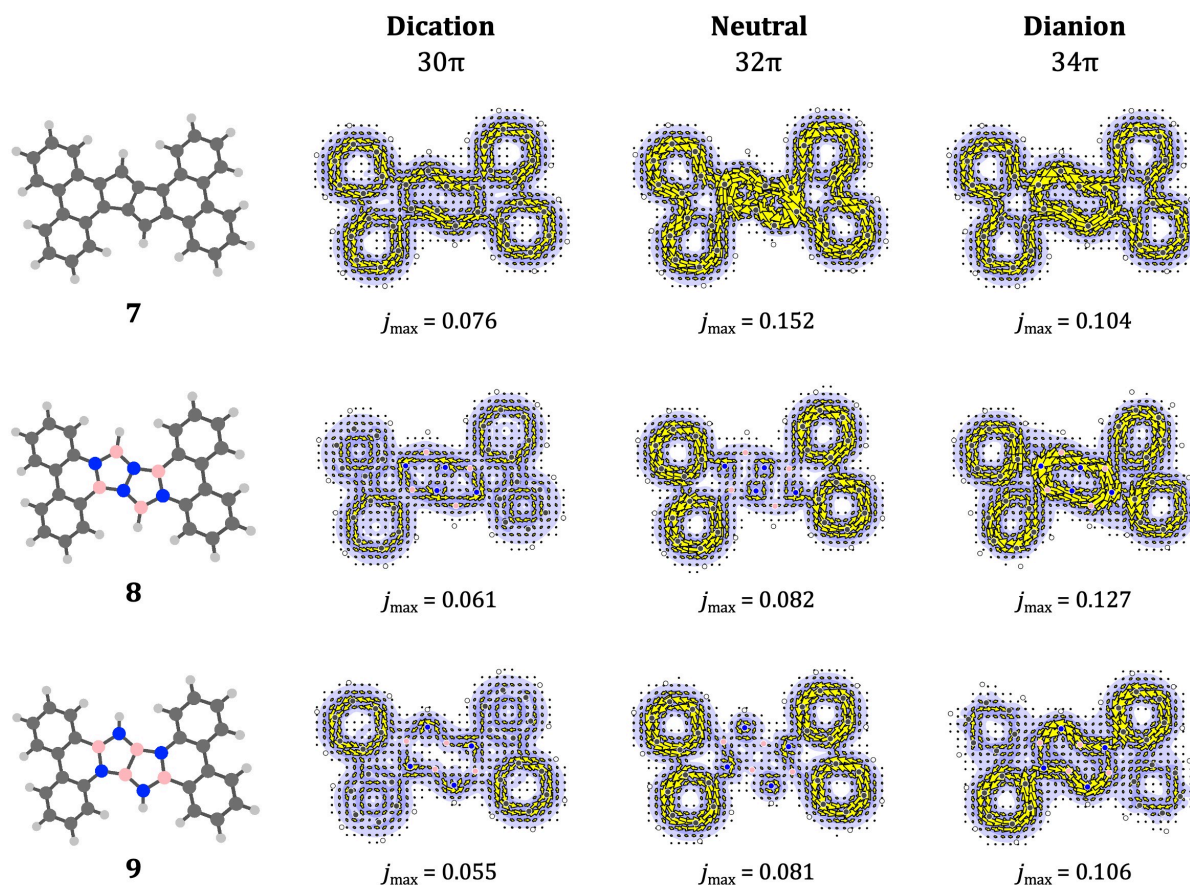 Dication Neutral Dianion
30π 32π 34π
7
jmax = 0.076 jmax = 0.152 jmax = 0.104
8
jmax = 0.061 jmax = 0.082 jmax = 0.127
9
jmax = 0.055 jmax = 0.081 jmax = 0.106